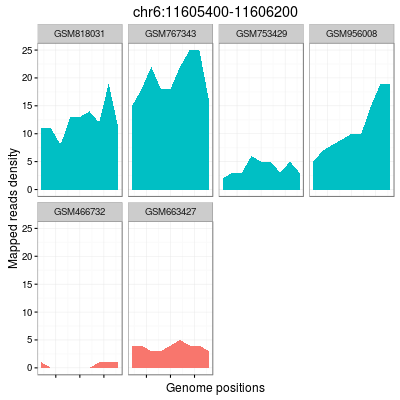 chr6:11605400-11606200
GSM818031 GSM767343 GSM753429 GSM956008
25
20
15
10
5
0
Mapped reads density
GSM466732 GSM663427
25
20
15
10
5
0
Genome positions